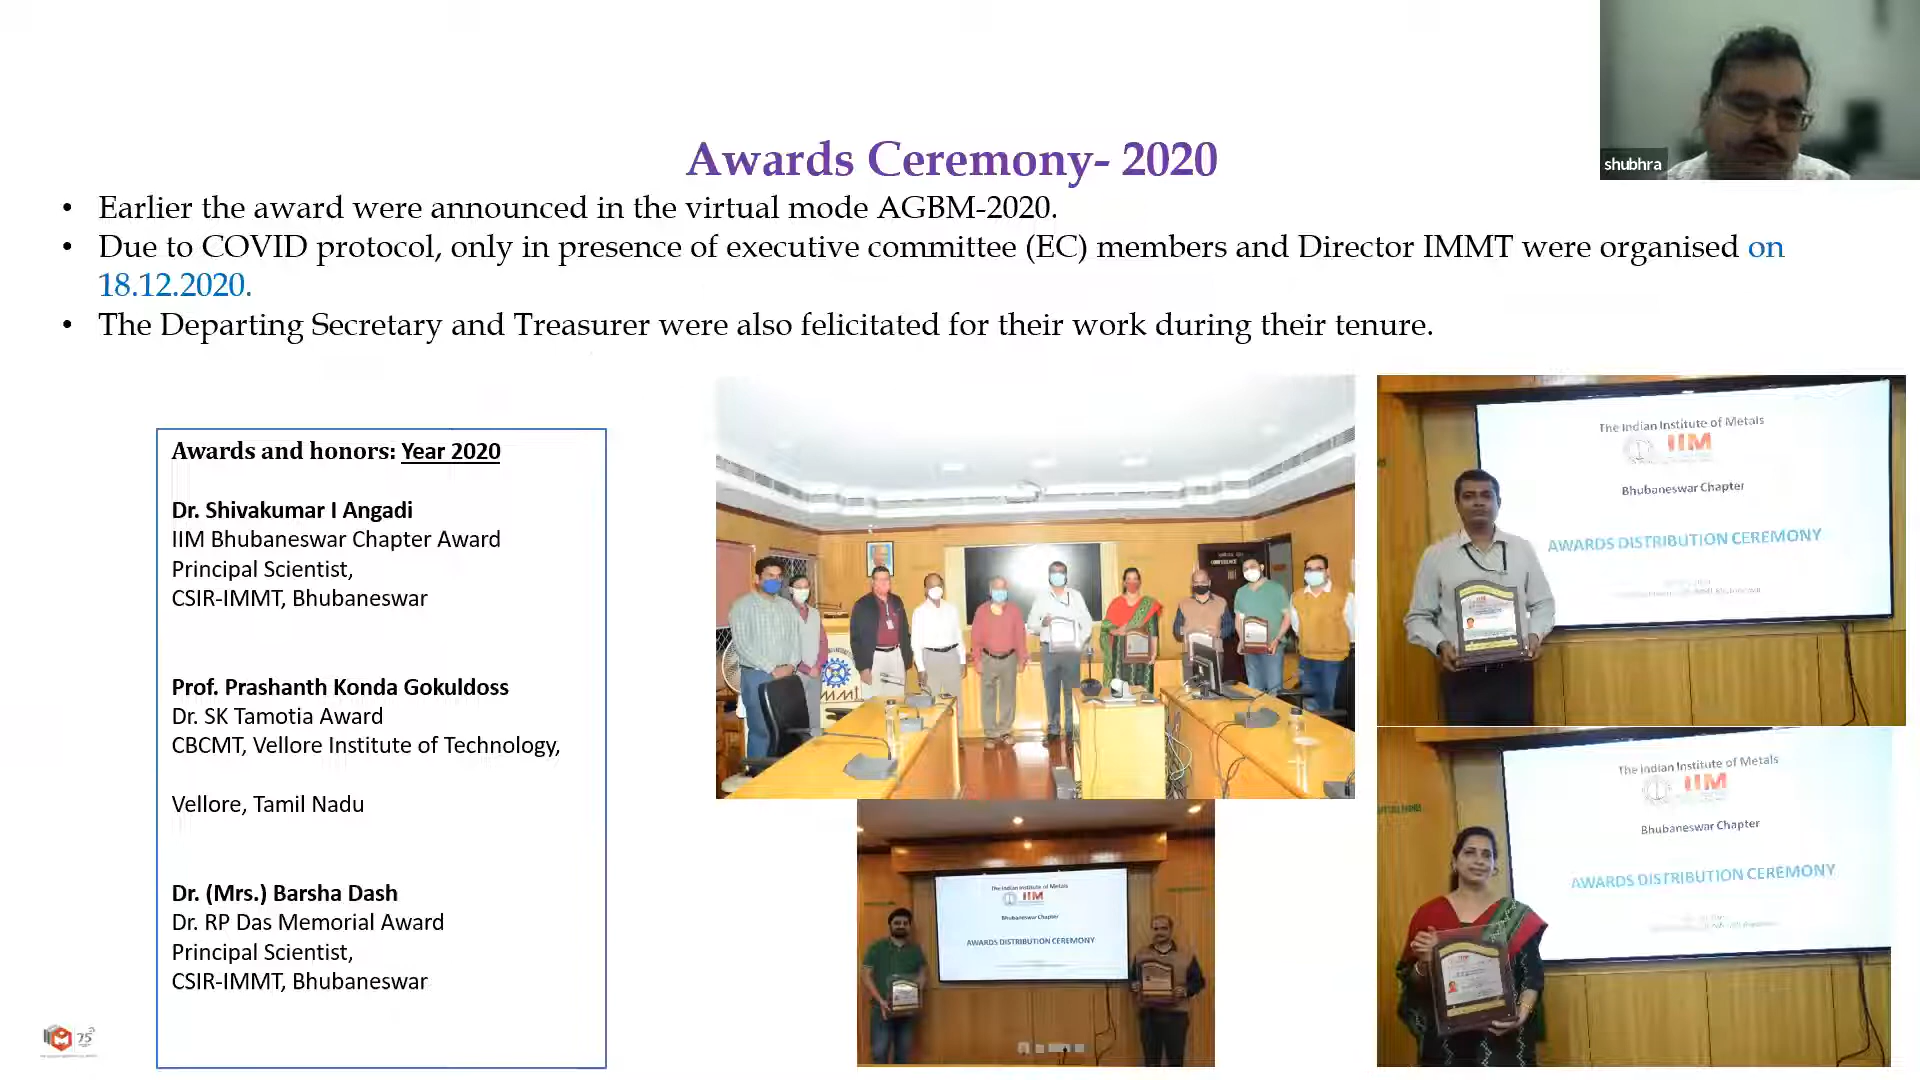 shubhra
Awards Ceremony- 2020
• Earlier the award were announced in the virtual mode AGBM-2020.
• Due to COVID protocol, only in presence of executive committee (EC) members and Director IMMT were organised on
18.12.2020.
• The Departing Secretary and Treasurer were also felicitated for their work during their tenure.
Awards and honors: Year 2020
Dr. Shivakumar I Angadi
IIM Bhubaneswar Chapter Award
Principal Scientist,
CSIR-IMMT, Bhubaneswar
Prof. Prashanth Konda Gokuldoss
Dr. SK Tamotia Award
CBCMT, Vellore Institute of Technology,
Vellore, Tamil Nadu
Dr. (Mrs.) Barsha Dash
Dr. RP Das Memorial Award
Principal Scientist,
CSIR-IMMT, Bhubaneswar
75
CONFERENCE
The Indian Institute of Metals
IIM
Bhubaneswar Chapter
AWARDS DISTRIBUTION CEREMONY
The Indian Institute of Metals
IIM
Bhubaneswar Chapter
AWARDS DISTRIBUTION CEREMONY
The Indian Institute of Metals
IIM
Bhubaneswar Chapter
AWARDS DISTRIBUTION CEREMONY